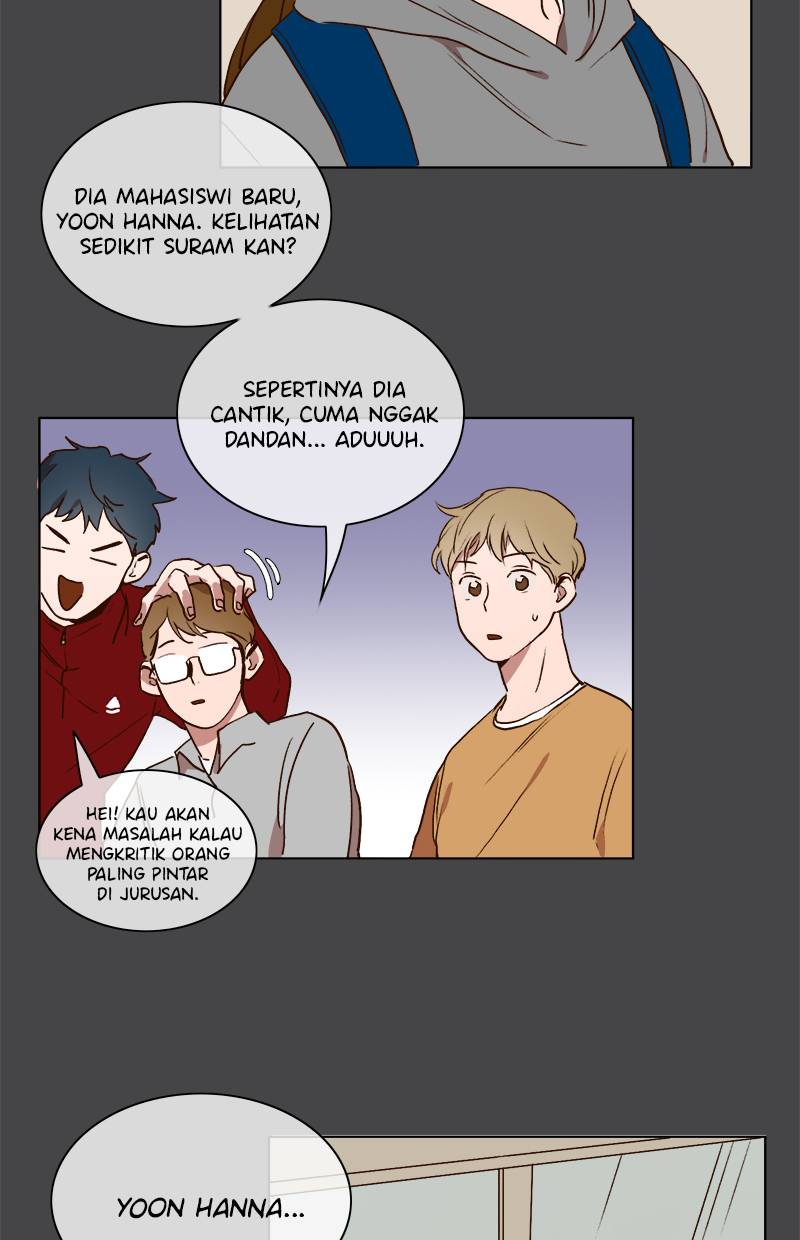 DIA MAHASISWI BARU,
YOON HANNA. KELIHATAN
SEDIKIT SURAM KAN?
SEPERTINYA DIA
CANTIK, CUMA NGGAK
DANDAN... ADUUUH.
HEI! KAU AKAN
KENA MASALAH KALAU
MENGKRITIK ORANG
PALING PINTAR
DI JURUSAN.
YOON HANNA...